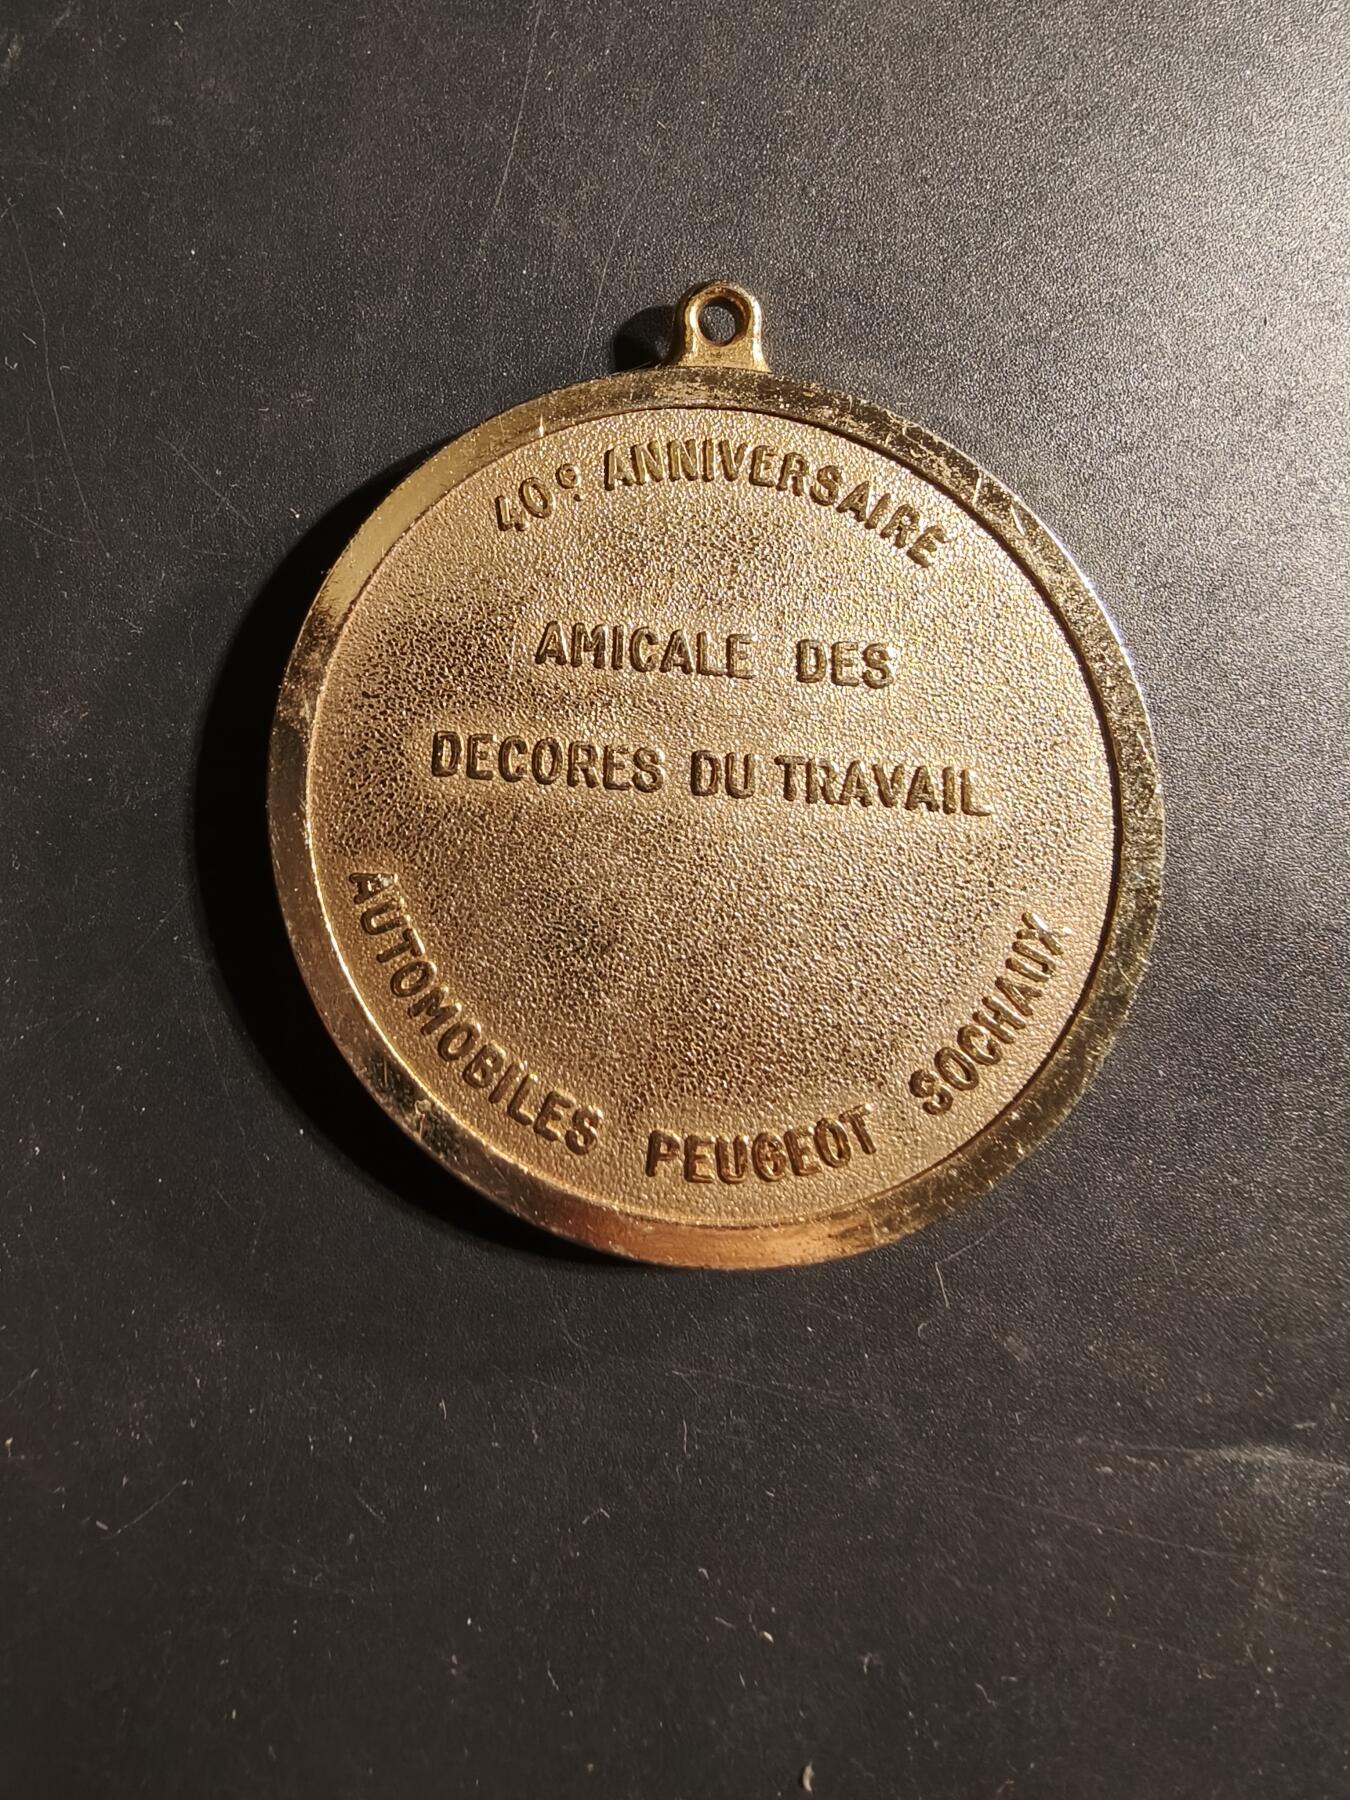 40e ANNIVERSAIRE
AMICALE DES
DECORES DU TRAVAIL
AUTOMOBILES PEUGEOT SOCHAUX